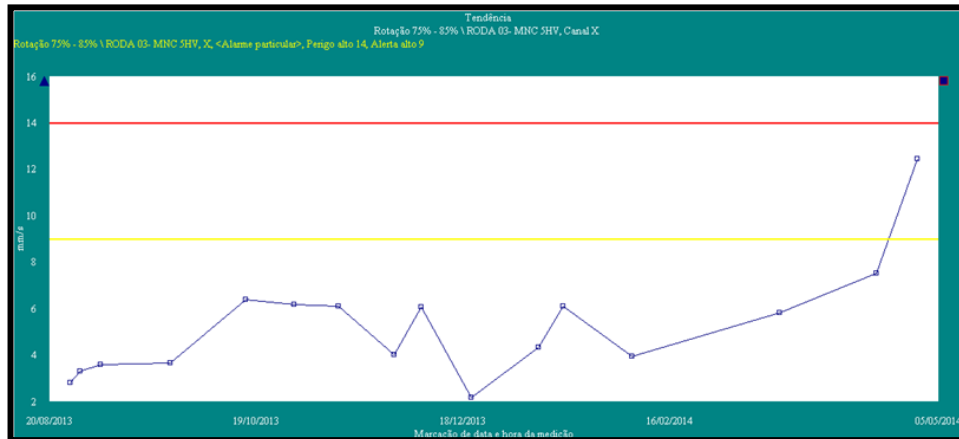 Tendência
Rotação 75% - 85% \ RODA 03- MNC 5HV, Canal X
Rotação 75% - 85% \ RODA 03- MNC 5HV, X, <Alarme particular>, Perigo alto 14, Alerta alto 9
16
14
12
10
mm/s
8
6
4
2
20/08/2013 19/10/2013 18/12/2013 16/02/2014 05/05/2014
Marcação de data e hora da medição